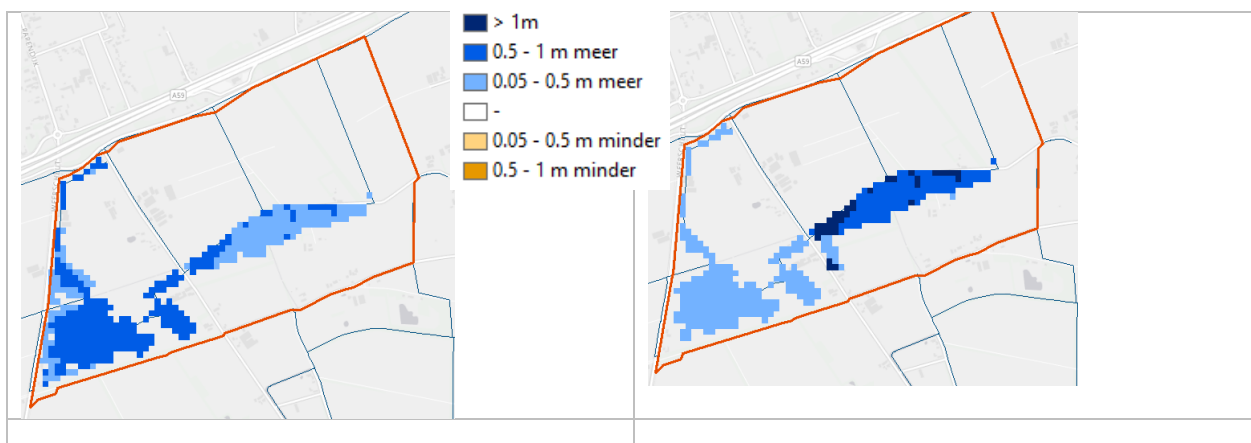 > 1m
0.5 - 1 m meer
0.05 - 0.5 m meer
-
0.05 - 0.5 m minder
0.5 - 1 m minder
A59
A59